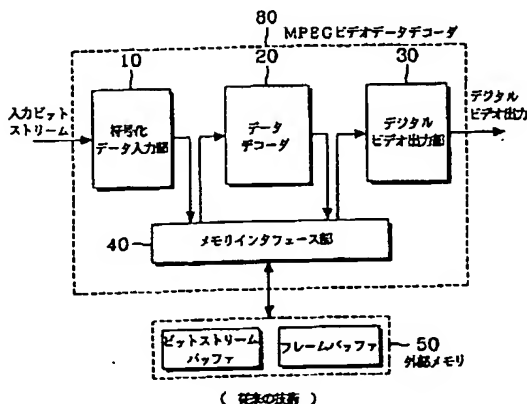 80
MPEGビデオデータデコーダ
10
20
30
入力ビット
ストリーム
符号化
データ入力部
データ
デコーダ
デジタル
ビデオ出力部
デジタル
ビデオ出力
40
メモリインタフェース部
ビットストリーム
バッファ
フレームバッファ
50
外部メモリ
( 従来の技術 )